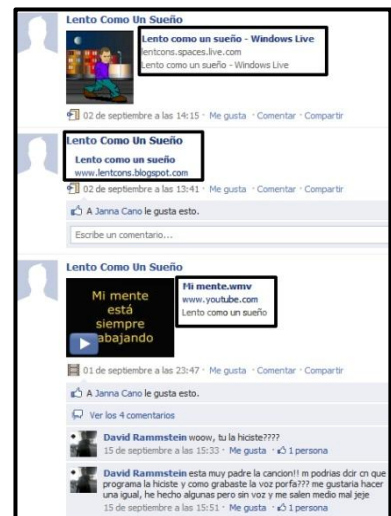 Lento Como Un Sueño
Lento como un sueño - Windows Live
lentcons.spaces.live.com
Lento como un sueño - Windows Live
02 de septiembre a las 14:15 · Me gusta · Comentar · Compartir
Lento Como Un Sueño
Lento como un sueño
www.lentcons.blogspot.com
02 de septiembre a las 13:41 · Me gusta · Comentar · Compartir
A Janna Cano le gusta esto.
Escribe un comentario...
Lento Como Un Sueño
Mi mente
está
siempre
abajando
Mi mente.wmv
www.youtube.com
Lento como un sueño
01 de septiembre a las 23:47 · Me gusta · Comentar · Compartir
A Janna Cano le gusta esto.
Ver los 4 comentarios
David Rammstein woow, tu la hiciste????
15 de septiembre a las 15:33 · Me gusta · 1 persona
David Rammstein esta muy padre la cancion!! m podrias dcir cn que
programa la hiciste y como grabaste la voz porfa??? me gustaria hacer
una igual, he hecho algunas pero sin voz y me salen medio mal jeje
15 de septiembre a las 15:51 · Me gusta · 1 persona